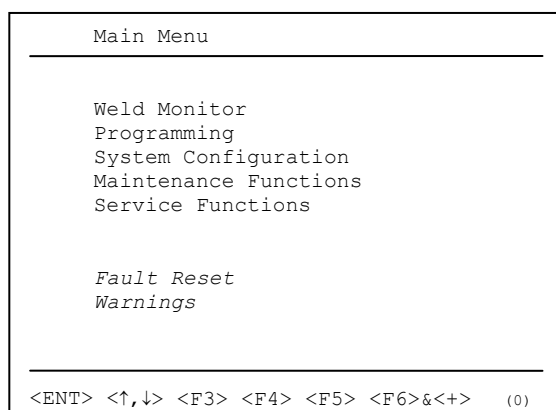 Main Menu
Weld Monitor
Programming
System Configuration
Maintenance Functions
Service Functions
Fault Reset
Warnings
<ENT> <↑,↓> <F3> <F4> <F5> <F6>&<+> (0)